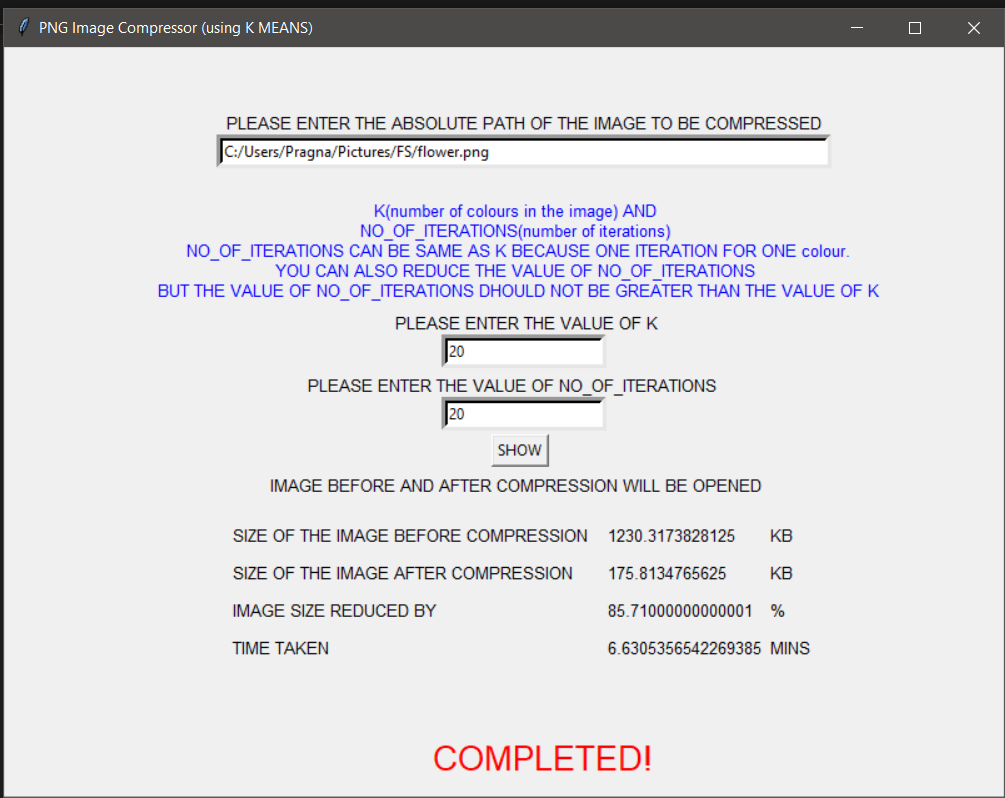 PNG Image Compressor (using K MEANS)
PLEASE ENTER THE ABSOLUTE PATH OF THE IMAGE TO BE COMPRESSED
C:/Users/Pragna/Pictures/FS/flower.png
K(number of colours in the image) AND
NO_OF_ITERATIONS(number of iterations)
NO_OF_ITERATIONS CAN BE SAME AS K BECAUSE ONE ITERATION FOR ONE colour.
YOU CAN ALSO REDUCE THE VALUE OF NO_OF_ITERATIONS
BUT THE VALUE OF NO_OF_ITERATIONS DHOULD NOT BE GREATER THAN THE VALUE OF K
PLEASE ENTER THE VALUE OF K
20
PLEASE ENTER THE VALUE OF NO_OF_ITERATIONS
20
SHOW
IMAGE BEFORE AND AFTER COMPRESSION WILL BE OPENED
SIZE OF THE IMAGE BEFORE COMPRESSION 1230.3173828125 KB
SIZE OF THE IMAGE AFTER COMPRESSION 175.8134765625 KB
IMAGE SIZE REDUCED BY 85.71000000000001 %
TIME TAKEN 6.6305356542269385 MINS
COMPLETED!